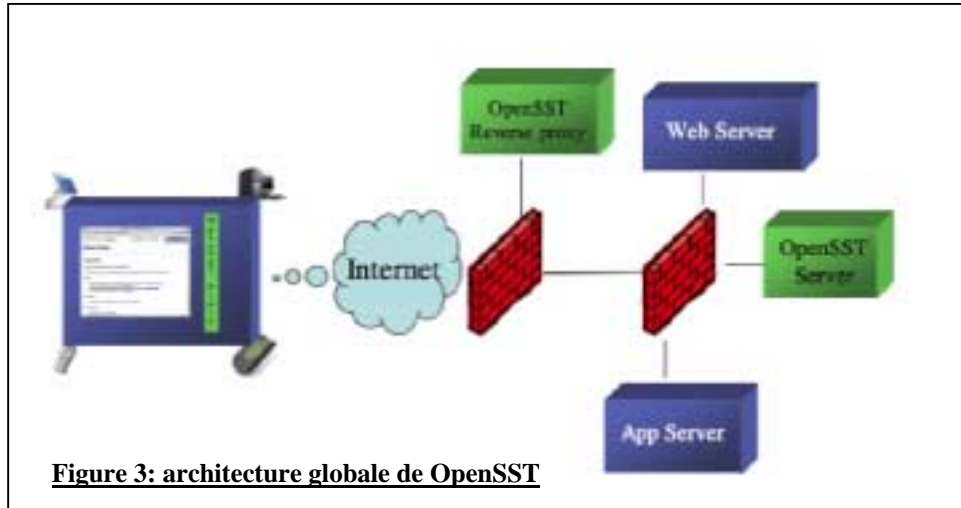 OpenSST
Reverse proxy
Web Server
Internet
OpenSST
Server
App Server
Figure 3: architecture globale de OpenSST